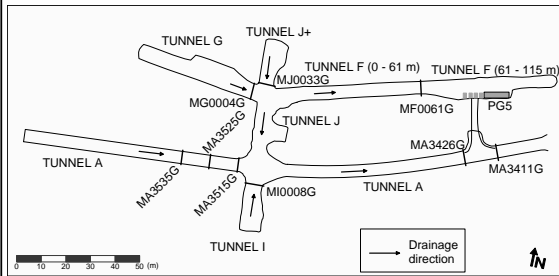 TUNNEL J+
TUNNEL G
TUNNEL F (0 - 61 m)
TUNNEL F (61 - 115 m)
MJ0033G
MG0004G
MF0061G
PG5
MA3525G
TUNNEL J
TUNNEL A
MA3426G
MA3411G
MA3535G
MA3515G
MI0008G
TUNNEL A
TUNNEL I
Drainage
direction
0 10 20 30 40 50 (m)
N